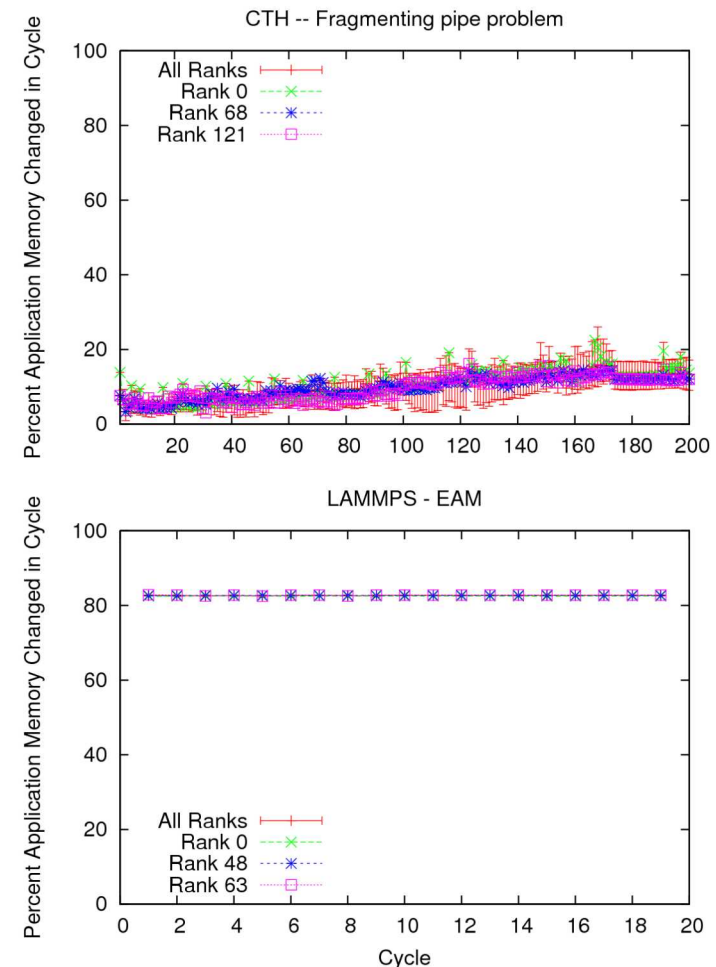 CTH -- Fragmenting pipe problem
Percent Application Memory Changed in Cycle
100
80
60
40
20
0
All Ranks
Rank 0
Rank 68
Rank 121
20 40 60 80 100 120 140 160 180 200
LAMMPS - EAM
Percent Application Memory Changed in Cycle
100
80
60
40
20
0
All Ranks
Rank 0
Rank 48
Rank 63
0 2 4 6 8 10 12 14 16 18 20
Cycle